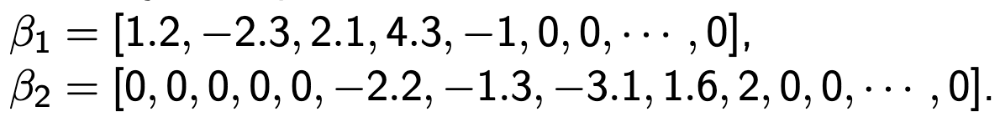 β₁ = [1.2, −2.3, 2.1, 4.3, −1, 0, 0, ⋯ , 0],
β₂ = [0, 0, 0, 0, 0, −2.2, −1.3, −3.1, 1.6, 2, 0, 0, ⋯ , 0].